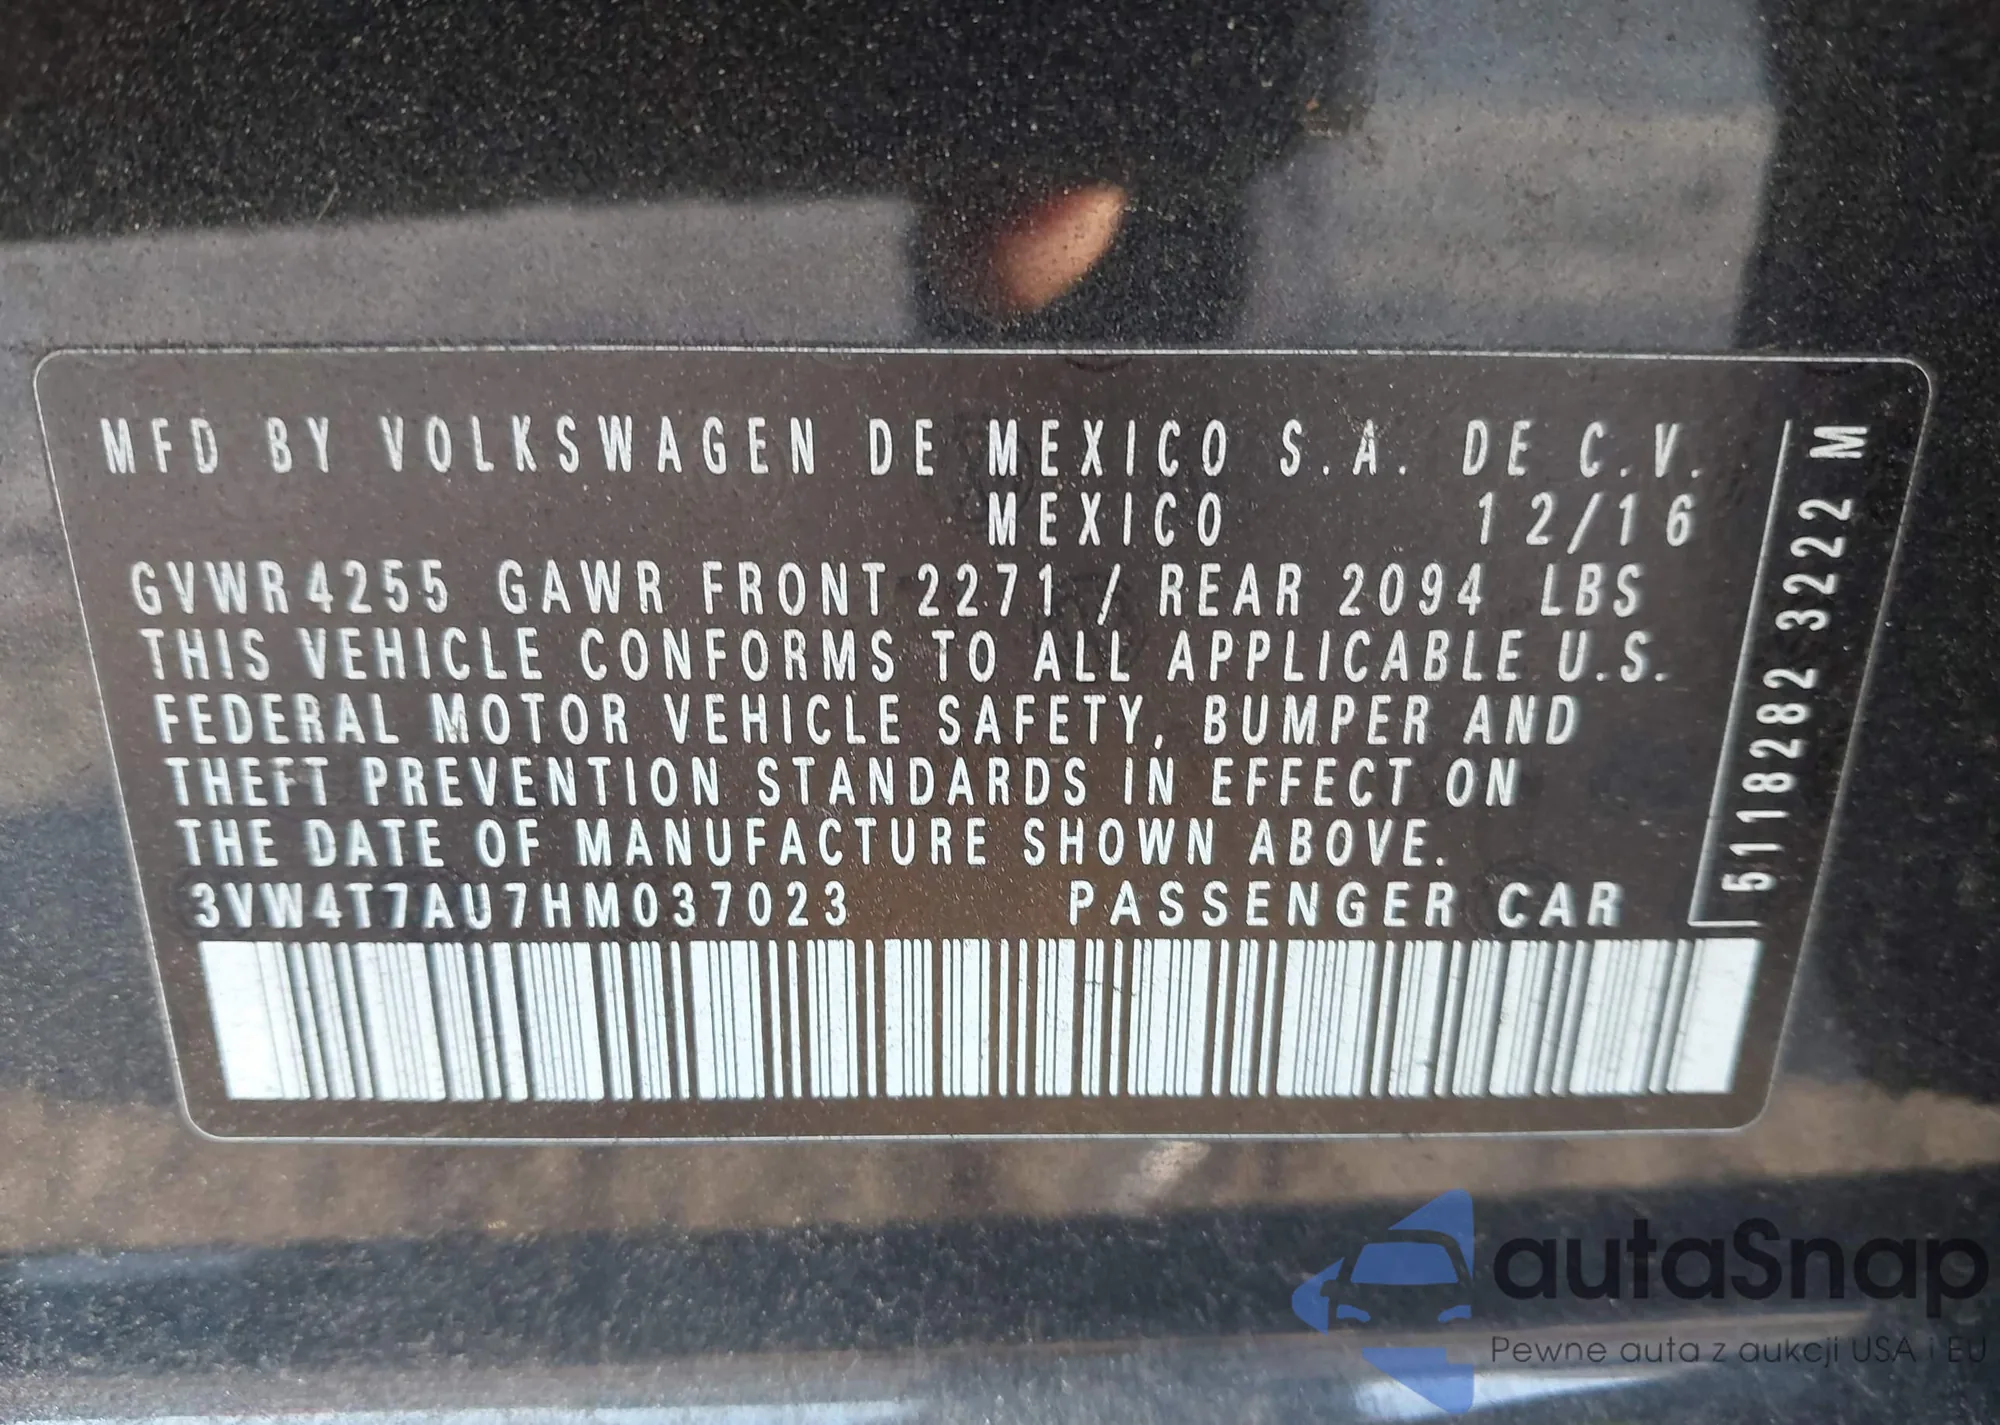 MFD BY VOLKSWAGEN DE MEXICO S.A. DE C.V.
MEXICO 12/16
GVWR 4255 GAWR FRONT 2271 / REAR 2094 LBS
THIS VEHICLE CONFORMS TO ALL APPLICABLE U.S.
FEDERAL MOTOR VEHICLE SAFETY, BUMPER AND
THEFT PREVENTION STANDARDS IN EFFECT ON
THE DATE OF MANUFACTURE SHOWN ABOVE.
3VW4T7AU7HM037023 PASSENGER CAR
5118282 3222 M
autaSnap
Pewne auta z aukcji USA i EU